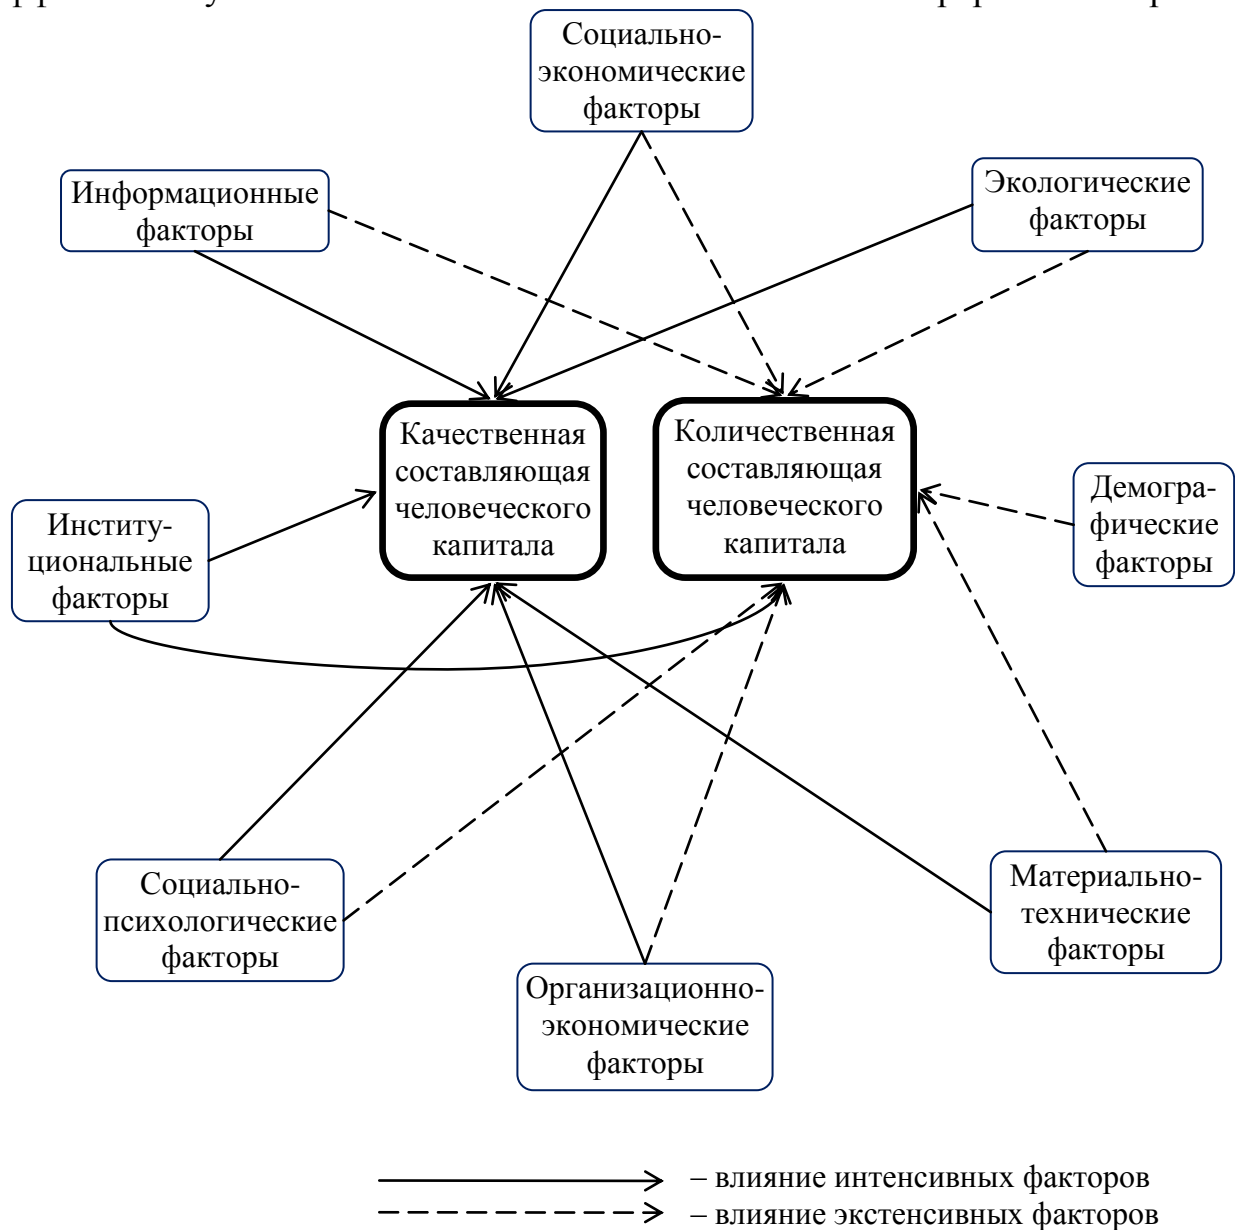 Социально-
экономические
факторы
Информационные
факторы
Экологические
факторы
Качественная
составляющая
человеческого
капитала
Количественная
составляющая
человеческого
капитала
Демогра-
фические
факторы
Институ-
циональные
факторы
Социально-
психологические
факторы
Материально-
технические
факторы
Организационно-
экономические
факторы
– влияние интенсивных факторов
– влияние экстенсивных факторов